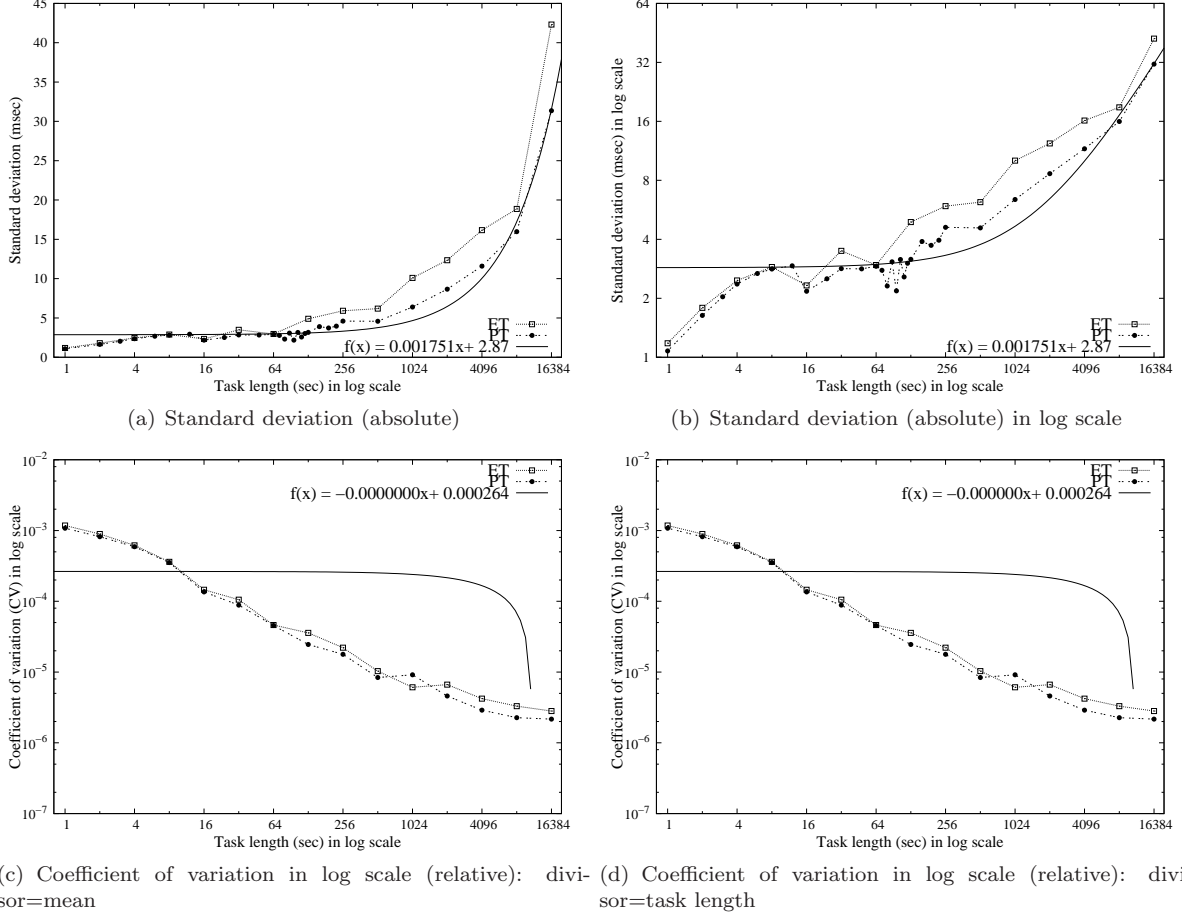 45
40
35
30
25
20
15
10
5
0
Standard deviation (msec)
1 4 16 64 256 1024 4096 16384
Task length (sec) in log scale
ET
PT
f(x) = 0.001751x+ 2.87
(a) Standard deviation (absolute)
64
32
16
8
4
2
1
Standard deviation (msec) in log scale
1 4 16 64 256 1024 4096 16384
Task length (sec) in log scale
ET
PT
f(x) = 0.001751x+ 2.87
(b) Standard deviation (absolute) in log scale
10−2
10−3
10−4
10−5
10−6
10−7
Coefficient of variation (CV) in log scale
1 4 16 64 256 1024 4096 16384
Task length (sec) in log scale
ET
PT
f(x) = −0.0000000x+ 0.000264
(c) Coefficient of variation in log scale (relative): divi-
sor=mean
10−2
10−3
10−4
10−5
10−6
10−7
Coefficient of variation (CV) in log scale
1 4 16 64 256 1024 4096 16384
Task length (sec) in log scale
ET
PT
f(x) = −0.000000x+ 0.000264
(d) Coefficient of variation in log scale (relative): divi
sor=task length